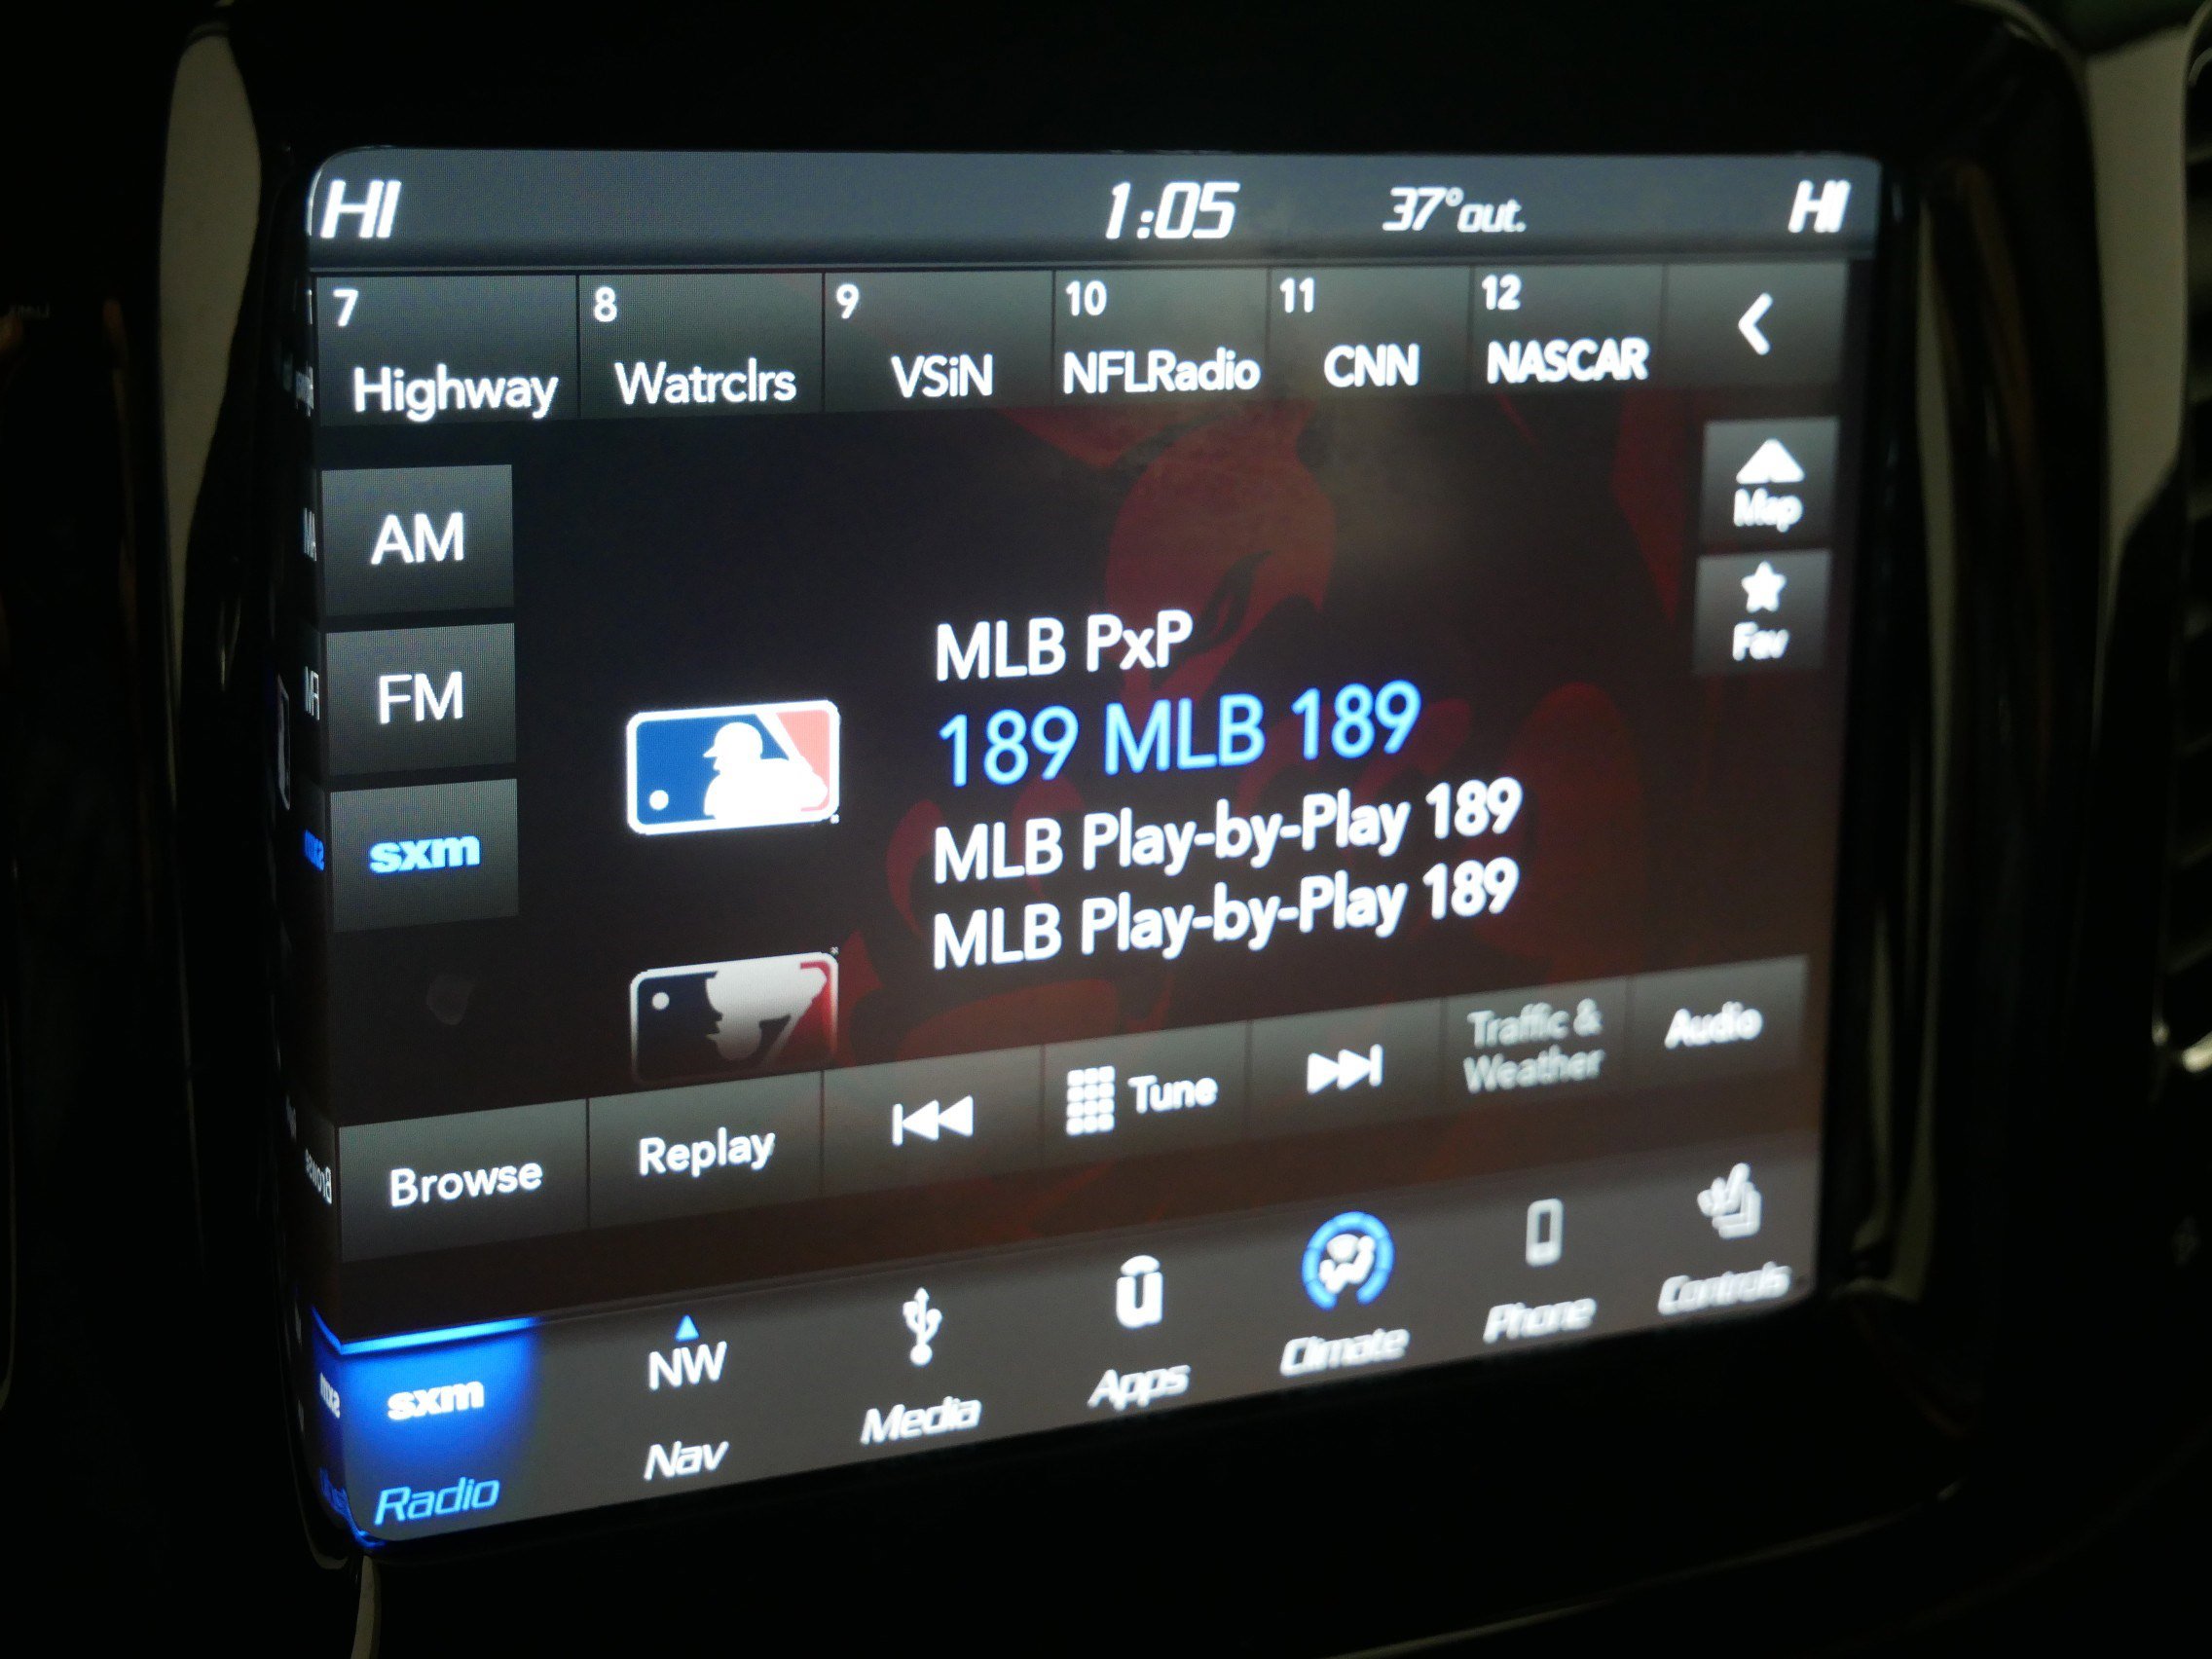 HI 1:05 37°out. HI
7 8 9 10 11 12
Highway Watrclrs VSiN NFLRadio CNN NASCAR
AM
Map
FM
Fav
sxm
MLB PxP
189 MLB 189
MLB Play-by-Play 189
MLB Play-by-Play 189
Browse Replay Tune Traffic & Weather Audio
sxm NW
Radio Nav Media Apps Climate Phone Controls